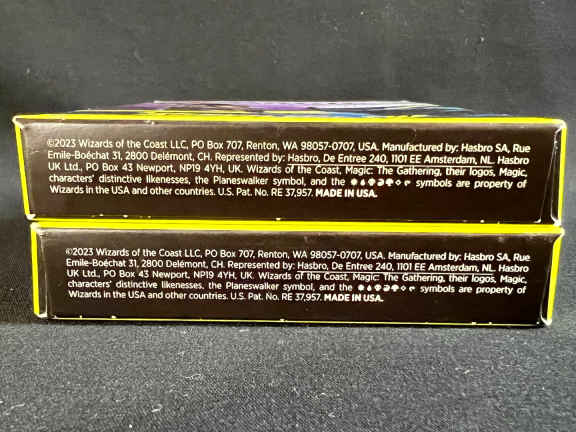 ©2023 Wizards of the Coast LLC, PO Box 707, Renton, WA 98057-0707, USA. Manufactured by: Hasbro SA, Rue
Emile-Boéchat 31, 2800 Delémont, CH. Represented by: Hasbro, De Entree 240, 1101 EE Amsterdam, NL. Hasbro
UK Ltd., PO Box 43 Newport, NP19 4YH, UK. Wizards of the Coast, Magic: The Gathering, their logos, Magic,
characters' distinctive likenesses, the Planeswalker symbol, and the symbols are property of
Wizards in the USA and other countries. U.S. Pat. No. RE 37,957. MADE IN USA.
©2023 Wizards of the Coast LLC, PO Box 707, Renton, WA 98057-0707, USA. Manufactured by: Hasbro SA, Rue
Emile-Boéchat 31, 2800 Delémont, CH. Represented by: Hasbro, De Entree 240, 1101 EE Amsterdam, NL. Hasbro
UK Ltd., PO Box 43 Newport, NP19 4YH, UK. Wizards of the Coast, Magic: The Gathering, their logos, Magic,
characters' distinctive likenesses, the Planeswalker symbol, and the symbols are property of
Wizards in the USA and other countries. U.S. Pat. No. RE 37,957. MADE IN USA.